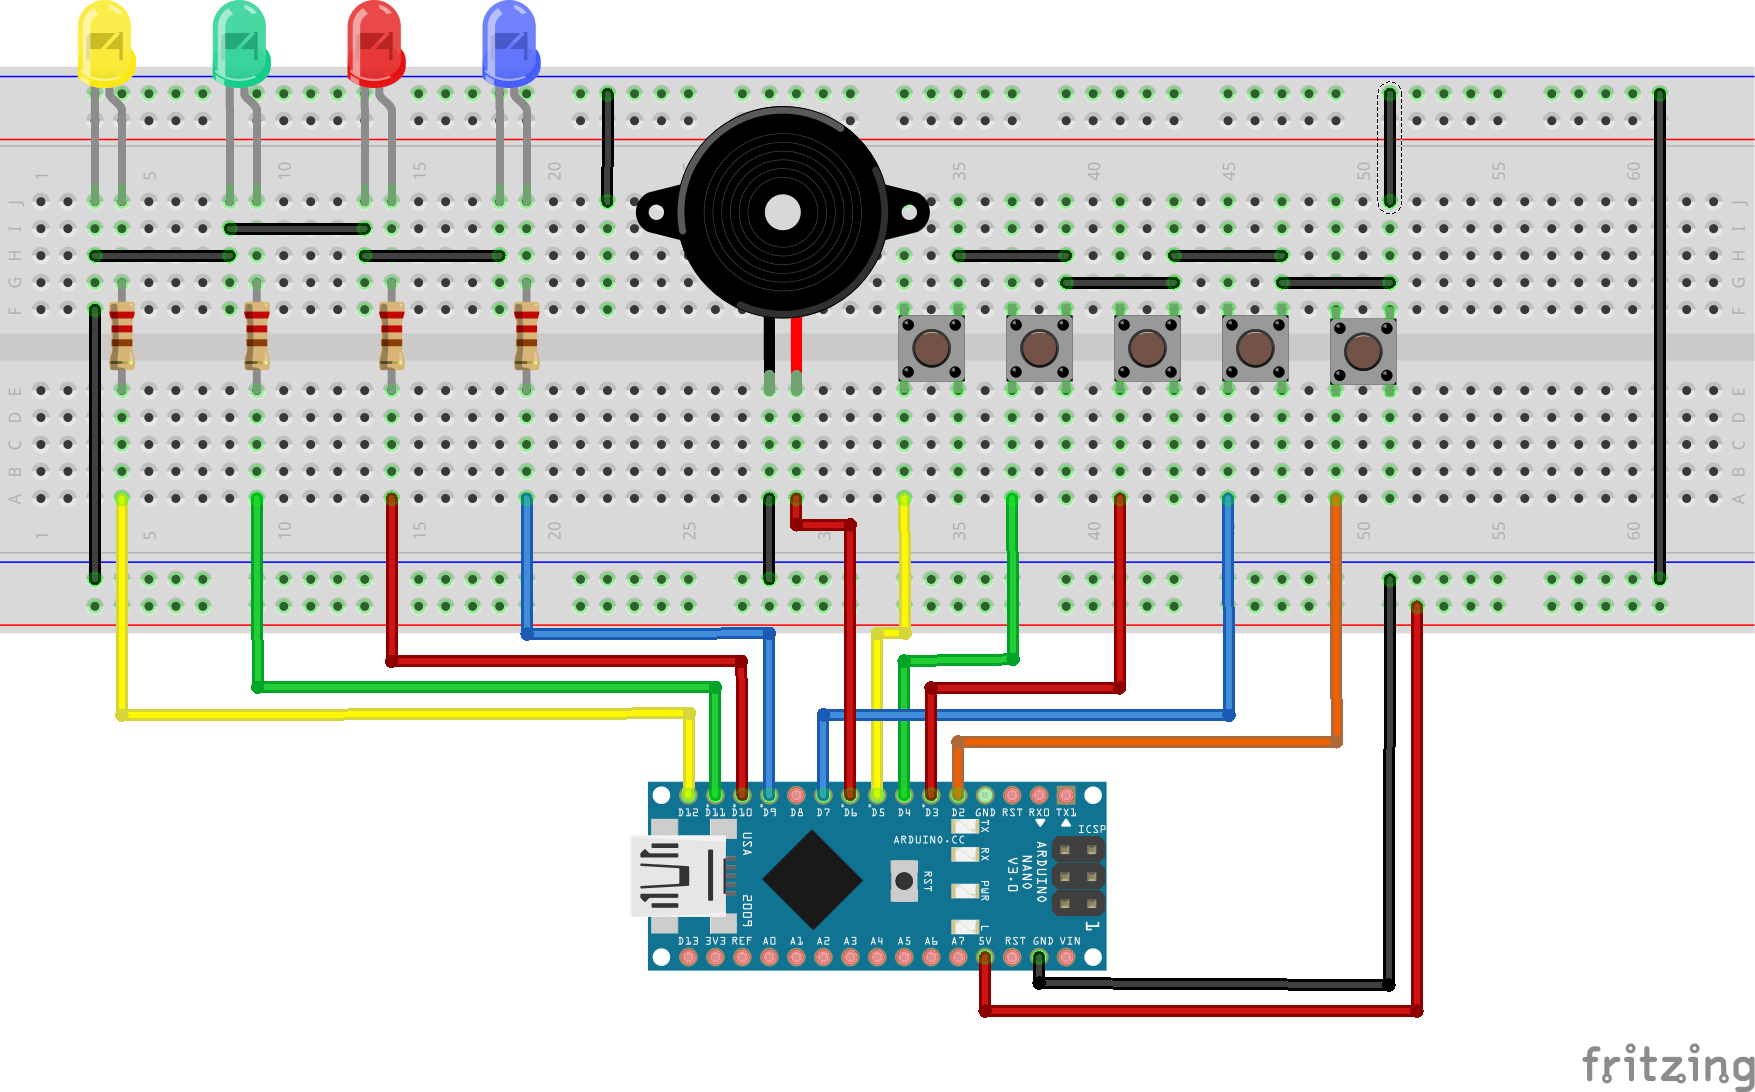 1 5 10 15 20 35 40 45 50 55 60
J J
I I
H H
G G
F F
E E
D D
C C
B B
A A
1 5 10 15 20 25 3 35 40 50 55 60
D12 D11 D10 D9 D8 D7 D6 D5 D4 D3 D2 GND RST RX0 TX1
ICSP
ARDUINO.CC
TX
RX
PWR
L
RST
ARDUINO
NANO
V3.0
USA
2009
1
D13 3V3 REF A0 A1 A2 A3 A4 A5 A6 A7 5V RST GND VIN
fritzing